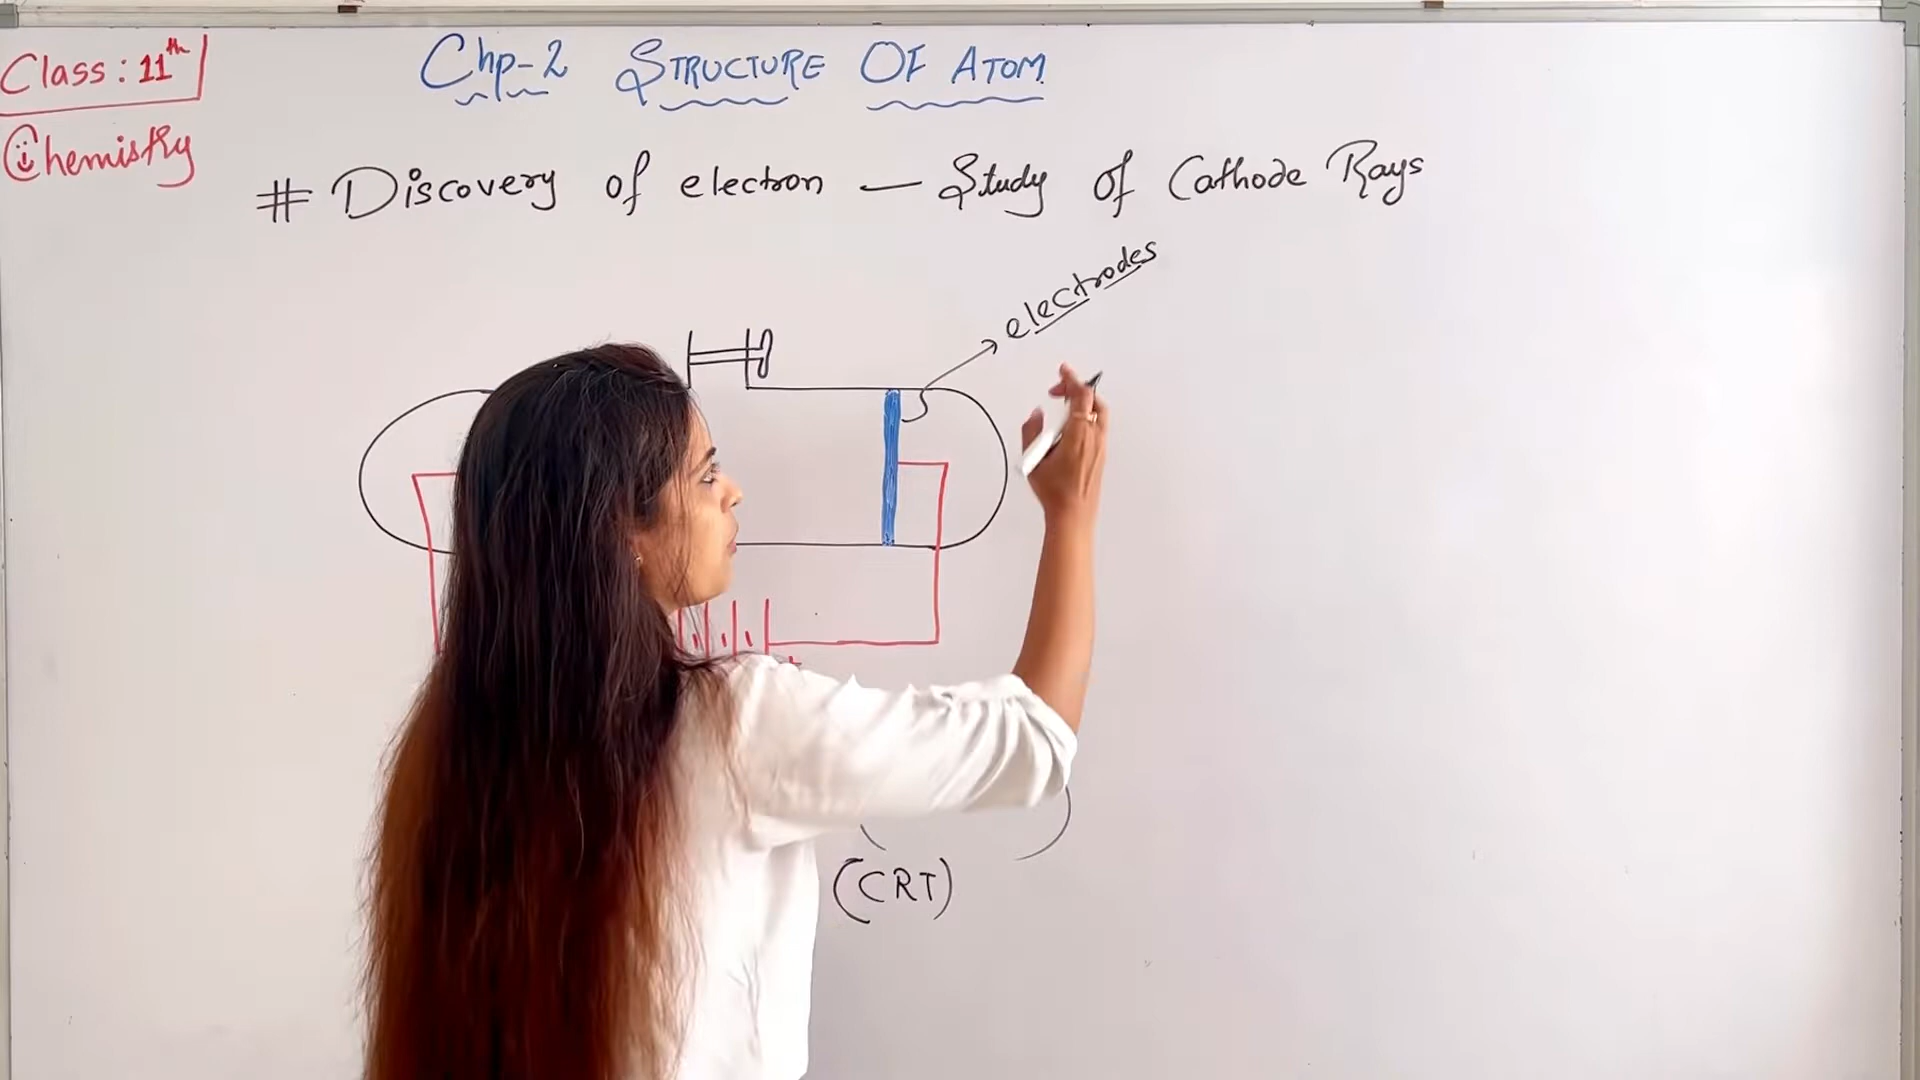 Class: 11th
Chemistry
Chp-2 STRUCTURE OF ATOM
# Discovery of electron — Study of Cathode Rays
electrodes
(CRT)